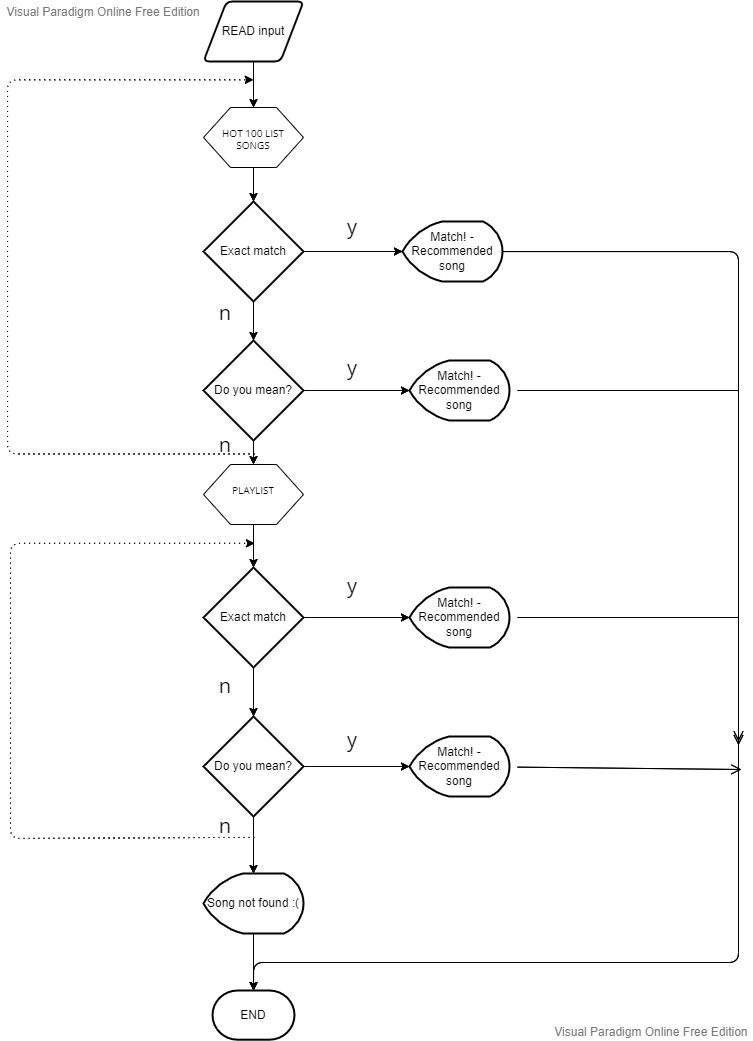 Visual Paradigm Online Free Edition
READ input
HOT 100 LIST
SONGS
Exact match
y
Match! -
Recommended
song
n
Do you mean?
y
Match! -
Recommended
song
n
PLAYLIST
Exact match
y
Match! -
Recommended
song
n
Do you mean?
y
Match! -
Recommended
song
n
Song not found :(
END
Visual Paradigm Online Free Edition